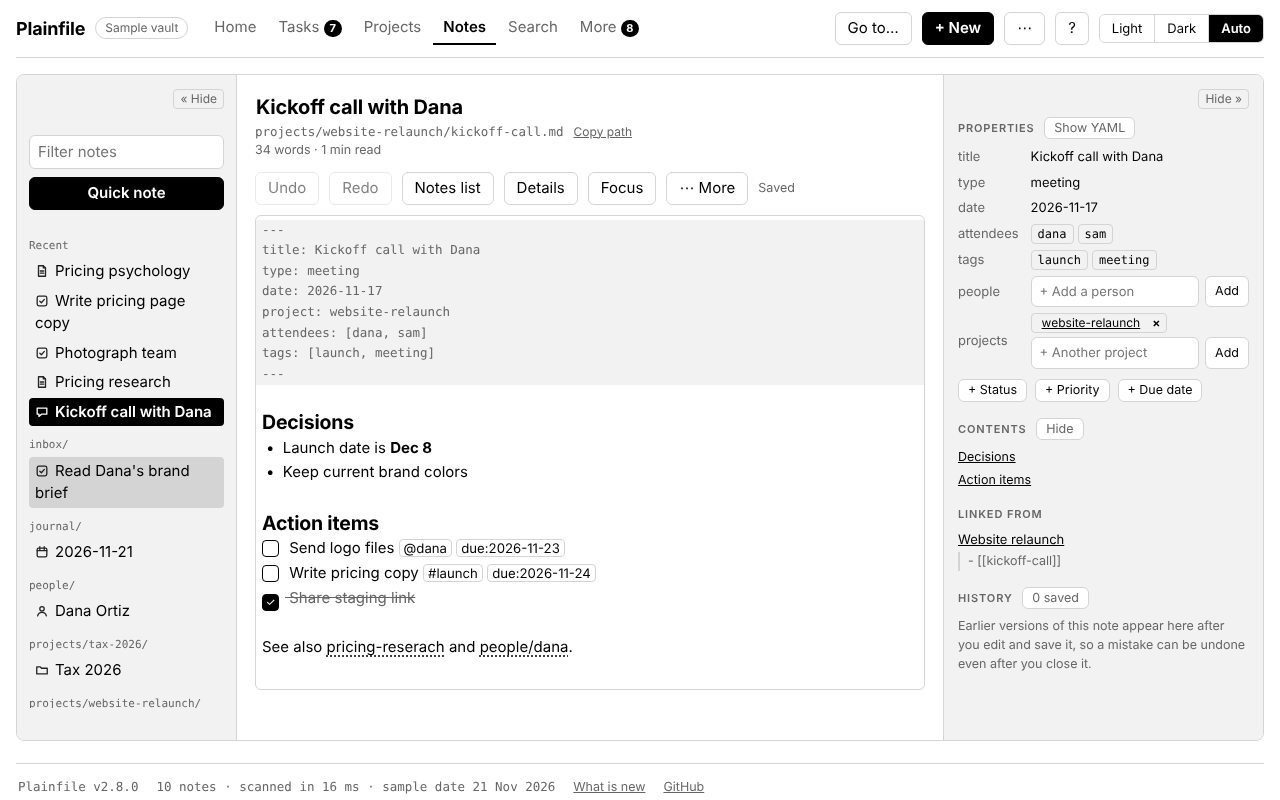 Plainfile Sample vault Home Tasks 7 Projects Notes Search More 8 Go to... + New ··· ? Light Dark Auto
« Hide
Filter notes
Quick note
Recent
Pricing psychology
Write pricing page
copy
Photograph team
Pricing research
Kickoff call with Dana
inbox/
Read Dana's brand
brief
journal/
2026-11-21
people/
Dana Ortiz
projects/tax-2026/
Tax 2026
projects/website-relaunch/
Kickoff call with Dana
projects/website-relaunch/kickoff-call.md Copy path
34 words · 1 min read
Undo Redo Notes list Details Focus ··· More Saved
---
title: Kickoff call with Dana
type: meeting
date: 2026-11-17
project: website-relaunch
attendees: [dana, sam]
tags: [launch, meeting]
---
Decisions
• Launch date is Dec 8
• Keep current brand colors
Action items
Send logo files @dana due:2026-11-23
Write pricing copy #launch due:2026-11-24
Share staging link
See also pricing-reserach and people/dana.
Hide »
PROPERTIES Show YAML
title Kickoff call with Dana
type meeting
date 2026-11-17
attendees dana sam
tags launch meeting
people + Add a person Add
website-relaunch ×
projects
+ Another project Add
+ Status + Priority + Due date
CONTENTS Hide
Decisions
Action items
LINKED FROM
Website relaunch
- [[kickoff-call]]
HISTORY 0 saved
Earlier versions of this note appear here after
you edit and save it, so a mistake can be undone
even after you close it.
Plainfile v2.8.0 10 notes · scanned in 16 ms · sample date 21 Nov 2026 What is new GitHub